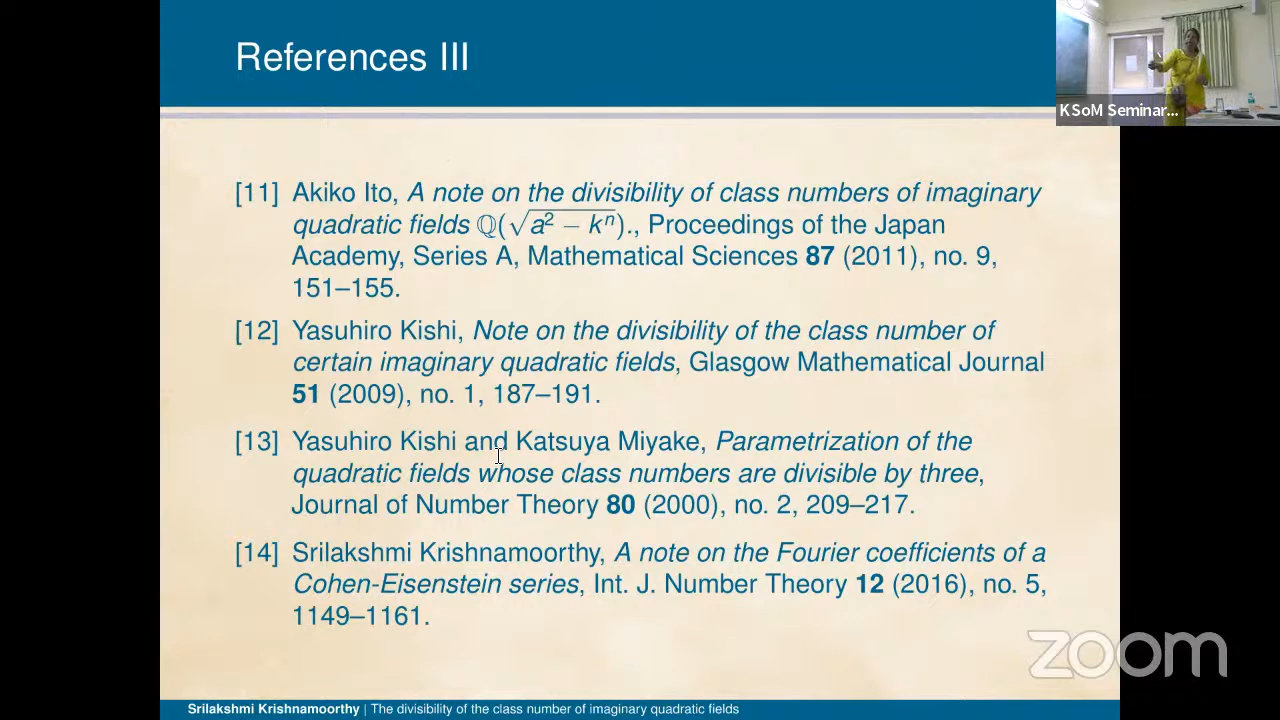 References III
KSoM Seminar...
[11] Akiko Ito, A note on the divisibility of class numbers of imaginary
quadratic fields ℚ(√(a² − kⁿ))., Proceedings of the Japan
Academy, Series A, Mathematical Sciences 87 (2011), no. 9,
151–155.
[12] Yasuhiro Kishi, Note on the divisibility of the class number of
certain imaginary quadratic fields, Glasgow Mathematical Journal
51 (2009), no. 1, 187–191.
[13] Yasuhiro Kishi and Katsuya Miyake, Parametrization of the
quadratic fields whose class numbers are divisible by three,
Journal of Number Theory 80 (2000), no. 2, 209–217.
[14] Srilakshmi Krishnamoorthy, A note on the Fourier coefficients of a
Cohen-Eisenstein series, Int. J. Number Theory 12 (2016), no. 5,
1149–1161.
zoom
Srilakshmi Krishnamoorthy | The divisibility of the class number of imaginary quadratic fields